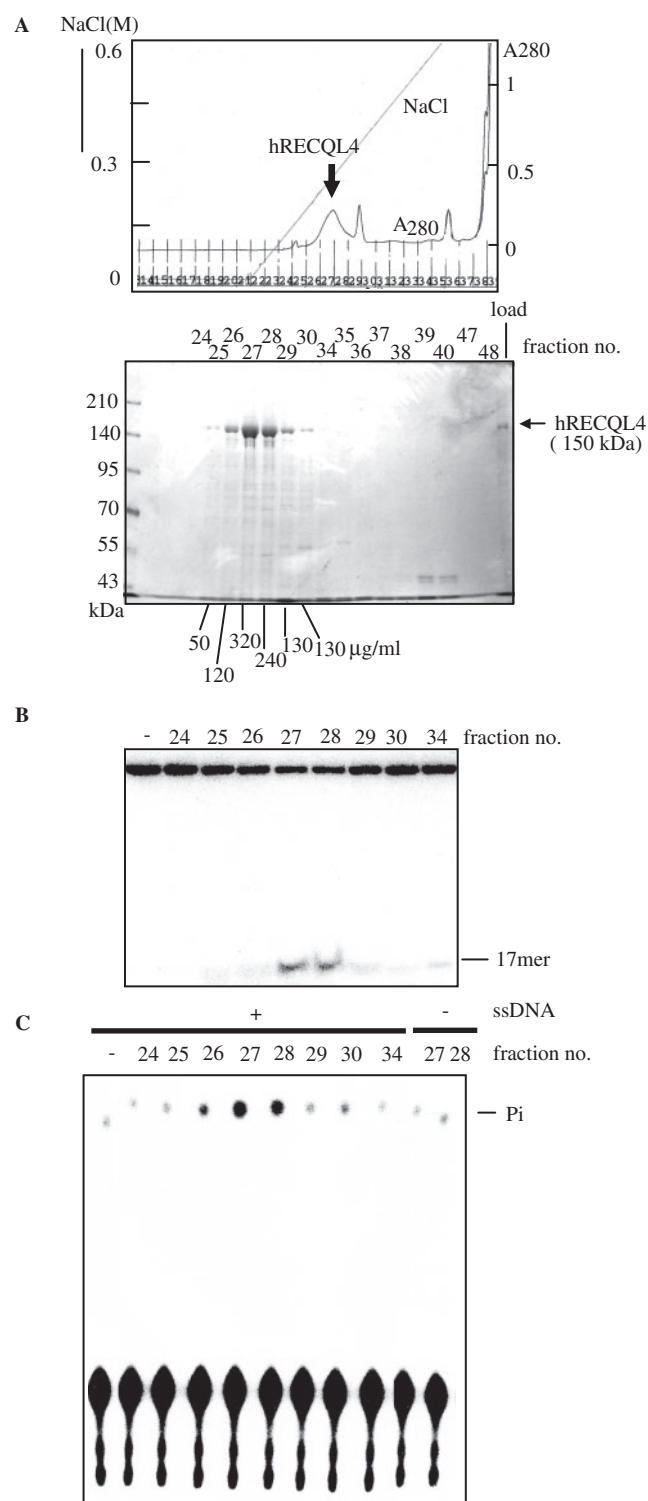 A NaCl(M)
0.6 A280
1
NaCl
hRECQL4
0.3 0.5
A280
0 0
load
24 26 28 30 35 37 39 47
25 27 29 34 36 38 40 48 fraction no.
210
140 hRECQL4
( 150 kDa)
95
70
55
43
kDa
50 320 130 130 µg/ml
120 240
B
- 24 25 26 27 28 29 30 34 fraction no.
17mer
+ - ssDNA
C
- 24 25 26 27 28 29 30 34 27 28 fraction no.
Pi